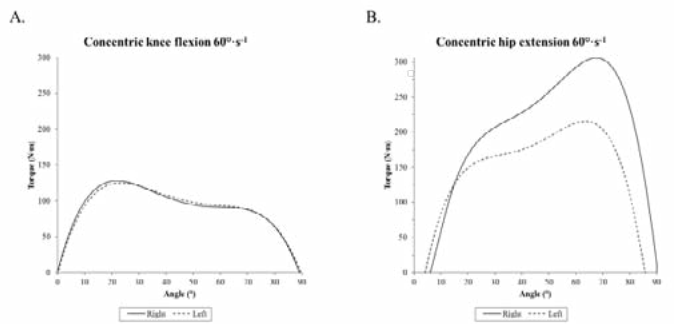 A.
Concentric knee flexion 60°·s⁻¹
Torque (N·m)
300
250
200
150
100
50
0
0 10 20 30 40 50 60 70 80 90
Angle (°)
Right Left
B.
Concentric hip extension 60°·s⁻¹
Torque (N·m)
300
250
200
150
100
50
0
0 10 20 30 40 50 60 70 80 90
Angle (°)
Right Left